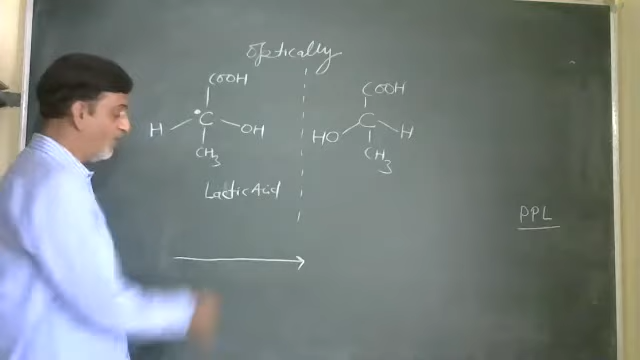 Optically
COOH
H *C OH
CH3
Lactic Acid
COOH
HO C H
CH3
PPL